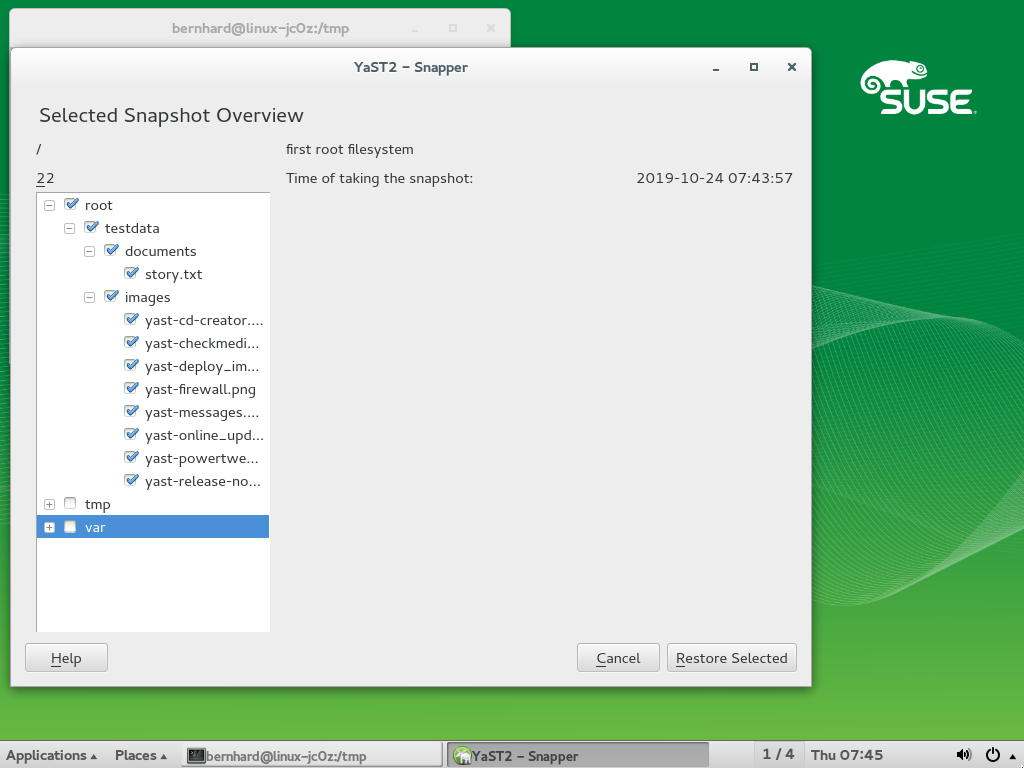 bernhard@linux-jc0z:/tmp
YaST2 - Snapper
SUSE
Selected Snapshot Overview
/ first root filesystem
22 Time of taking the snapshot: 2019-10-24 07:43:57
root
testdata
documents
story.txt
images
yast-cd-creator....
yast-checkmedi...
yast-deploy_im...
yast-firewall.png
yast-messages....
yast-online_upd...
yast-powertwe...
yast-release-no...
tmp
var
Help Cancel Restore Selected
Applications Places bernhard@linux-jc0z:/tmp YaST2 - Snapper 1 / 4 Thu 07:45